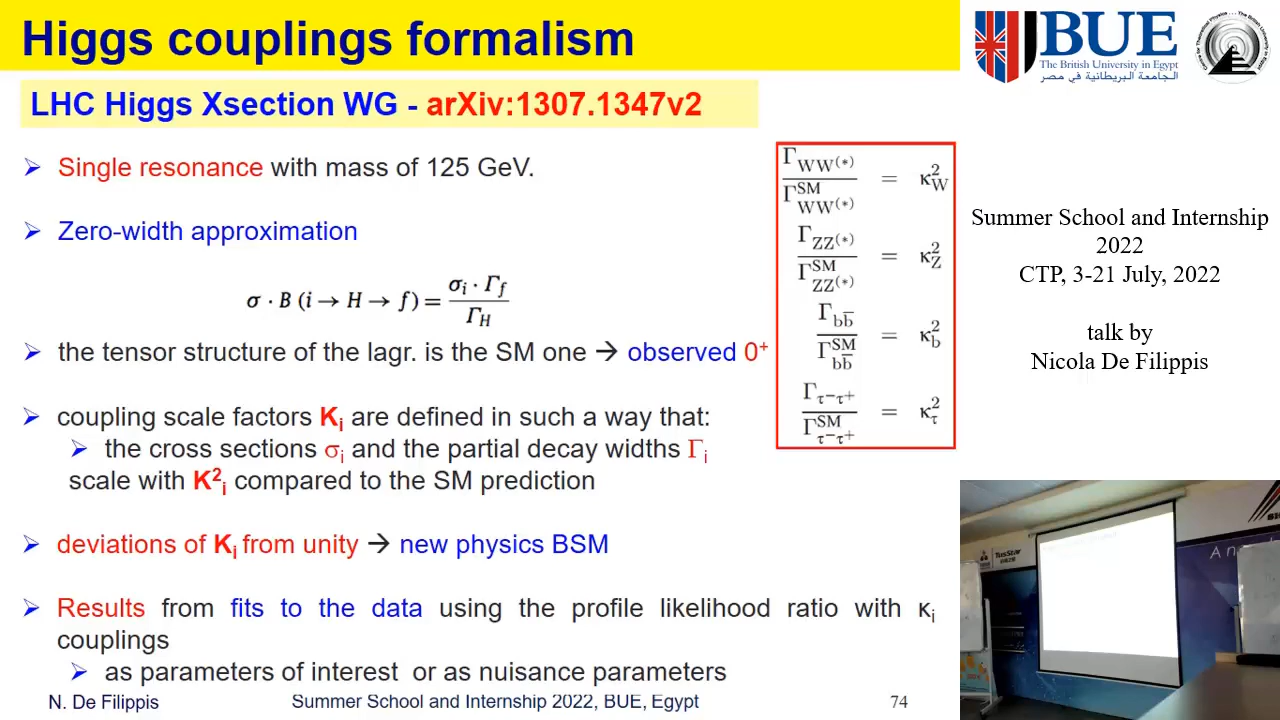 Higgs couplings formalism
LHC Higgs Xsection WG - arXiv:1307.1347v2
Single resonance with mass of 125 GeV.
Zero-width approximation
σ · B (i → H → f) = σi · Γf / ΓH
the tensor structure of the lagr. is the SM one → observed 0⁺
coupling scale factors Ki are defined in such a way that:
the cross sections σi and the partial decay widths Γi
scale with K²i compared to the SM prediction
deviations of Ki from unity → new physics BSM
Results from fits to the data using the profile likelihood ratio with κi
couplings
as parameters of interest or as nuisance parameters
N. De Filippis
Summer School and Internship 2022, BUE, Egypt
74
ΓWW(*) / Γ^SM WW(*) = κ²W
ΓZZ(*) / Γ^SM ZZ(*) = κ²Z
Γbb̅ / Γ^SM bb̅ = κ²b
Γτ−τ+ / Γ^SM τ−τ+ = κ²τ
BUE
The British University in Egypt
الجامعة البريطانية في مصر
Summer School and Internship
2022
CTP, 3-21 July, 2022
talk by
Nicola De Filippis
TusStar